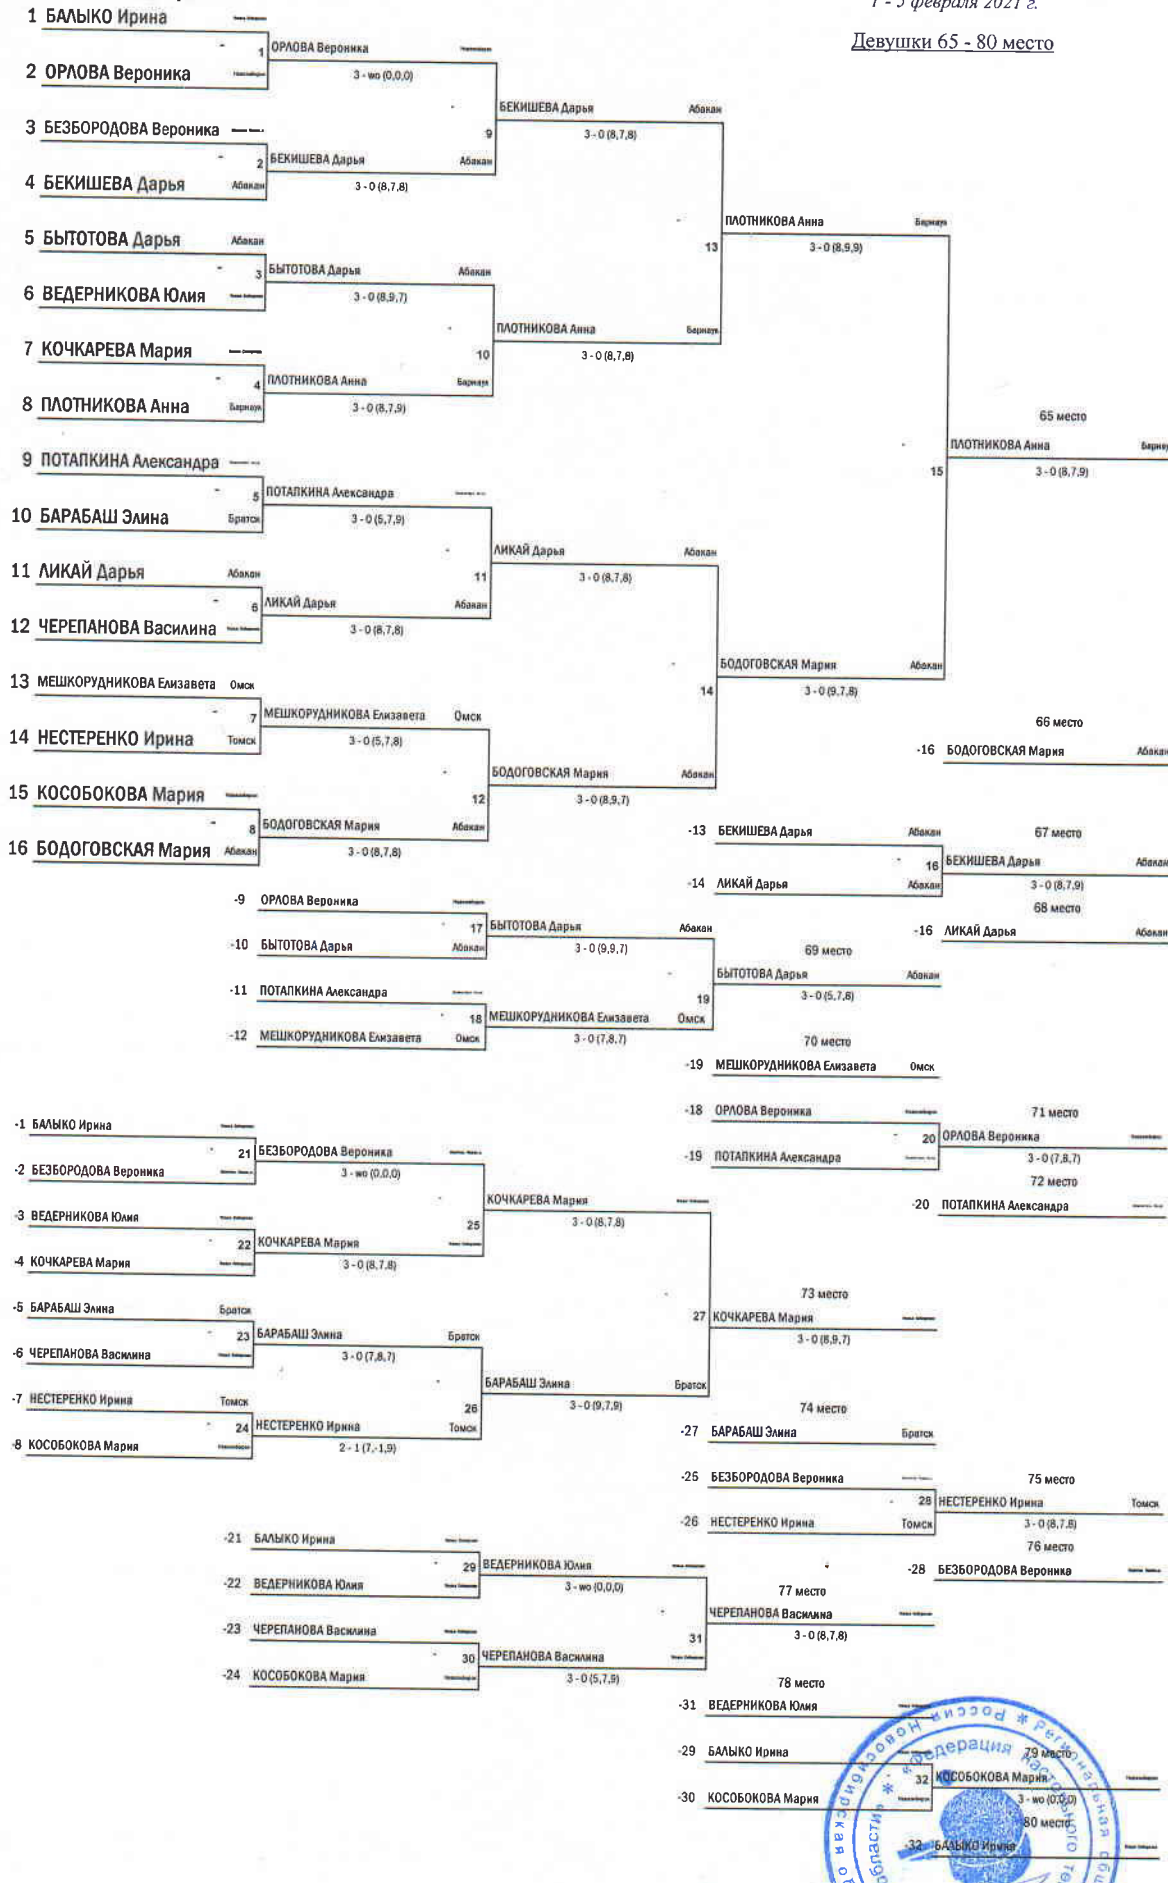 1 - 5 февраля 2021 г.
Девушки 65 - 80 место
1 БАЛЫКО Ирина
1 ОРЛОВА Вероника
2 ОРЛОВА Вероника
3 - wo (0,0,0)
БЕКИШЕВА Дарья Абакан
3 БЕЗБОРОДОВА Вероника
9
3 - 0 (8,7,8)
2 БЕКИШЕВА Дарья Абакан
4 БЕКИШЕВА Дарья Абакан
3 - 0 (8,7,8)
ПЛОТНИКОВА Анна Барнаул
5 БЫТОТОВА Дарья Абакан
13
3 - 0 (8,9,9)
3 БЫТОТОВА Дарья Абакан
6 ВЕДЕРНИКОВА Юлия
3 - 0 (8,9,7)
ПЛОТНИКОВА Анна Барнаул
7 КОЧКАРЕВА Мария
10
3 - 0 (8,7,8)
4 ПЛОТНИКОВА Анна Барнаул
8 ПЛОТНИКОВА Анна Барнаул
3 - 0 (8,7,9)
65 место
ПЛОТНИКОВА Анна
9 ПОТАПКИНА Александра
15
3 - 0 (8,7,9)
5 ПОТАПКИНА Александра
10 БАРАБАШ Элина Братск
3 - 0 (5,7,9)
ЛИКАЙ Дарья Абакан
11 ЛИКАЙ Дарья Абакан
11
3 - 0 (8,7,8)
6 ЛИКАЙ Дарья Абакан
12 ЧЕРЕПАНОВА Василина
3 - 0 (8,7,8)
БОДОГОВСКАЯ Мария Абакан
13 МЕШКОРУДНИКОВА Елизавета Омск
14
3 - 0 (9,7,8)
7 МЕШКОРУДНИКОВА Елизавета Омск
14 НЕСТЕРЕНКО Ирина Томск
3 - 0 (5,7,8)
66 место
-16 БОДОГОВСКАЯ Мария Абакан
БОДОГОВСКАЯ Мария Абакан
15 КОСОБОКОВА Мария
12
3 - 0 (8,9,7)
8 БОДОГОВСКАЯ Мария Абакан
16 БОДОГОВСКАЯ Мария Абакан
3 - 0 (8,7,8)
-13 БЕКИШЕВА Дарья Абакан
67 место
16 БЕКИШЕВА Дарья Абакан
-14 ЛИКАЙ Дарья Абакан
3 - 0 (8,7,9)
68 место
-16 ЛИКАЙ Дарья Абакан
-9 ОРЛОВА Вероника
17 БЫТОТОВА Дарья Абакан
-10 БЫТОТОВА Дарья Абакан
3 - 0 (9,9,7)
69 место
19 БЫТОТОВА Дарья Абакан
-11 ПОТАПКИНА Александра
3 - 0 (5,7,8)
18 МЕШКОРУДНИКОВА Елизавета Омск
-12 МЕШКОРУДНИКОВА Елизавета Омск
3 - 0 (7,8,7)
70 место
-19 МЕШКОРУДНИКОВА Елизавета Омск
-18 ОРЛОВА Вероника
71 место
20 ОРЛОВА Вероника
-19 ПОТАПКИНА Александра
3 - 0 (7,8,7)
72 место
-20 ПОТАПКИНА Александра
-1 БАЛЫКО Ирина
21 БЕЗБОРОДОВА Вероника
-2 БЕЗБОРОДОВА Вероника
3 - wo (0,0,0)
КОЧКАРЕВА Мария
-3 ВЕДЕРНИКОВА Юлия
25
3 - 0 (8,7,8)
22 КОЧКАРЕВА Мария
-4 КОЧКАРЕВА Мария
3 - 0 (8,7,8)
73 место
-5 БАРАБАШ Элина Братск
27 КОЧКАРЕВА Мария
23 БАРАБАШ Элина Братск
3 - 0 (8,9,7)
-6 ЧЕРЕПАНОВА Василина
3 - 0 (7,8,7)
БАРАБАШ Элина Братск
-7 НЕСТЕРЕНКО Ирина Томск
26
3 - 0 (9,7,9)
24 НЕСТЕРЕНКО Ирина Томск
-8 КОСОБОКОВА Мария
2 - 1 (7,-1,9)
74 место
-27 БАРАБАШ Элина Братск
-25 БЕЗБОРОДОВА Вероника
75 место
28 НЕСТЕРЕНКО Ирина Томск
-26 НЕСТЕРЕНКО Ирина Томск
3 - 0 (8,7,8)
76 место
-28 БЕЗБОРОДОВА Вероника
-21 БАЛЫКО Ирина
29 ВЕДЕРНИКОВА Юлия
-22 ВЕДЕРНИКОВА Юлия
3 - wo (0,0,0)
77 место
ЧЕРЕПАНОВА Василина
-23 ЧЕРЕПАНОВА Василина
31
3 - 0 (8,7,8)
30 ЧЕРЕПАНОВА Василина
-24 КОСОБОКОВА Мария
3 - 0 (5,7,9)
78 место
-31 ВЕДЕРНИКОВА Юлия
-29 БАЛЫКО Ирина
79 место
32 КОСОБОКОВА Мария
-30 КОСОБОКОВА Мария
3 - wo (0,0,0)
80 место
-32 БАЛЫКО Ирина
Россия Новосибирская
Региональная
«Федерация настольного
области»